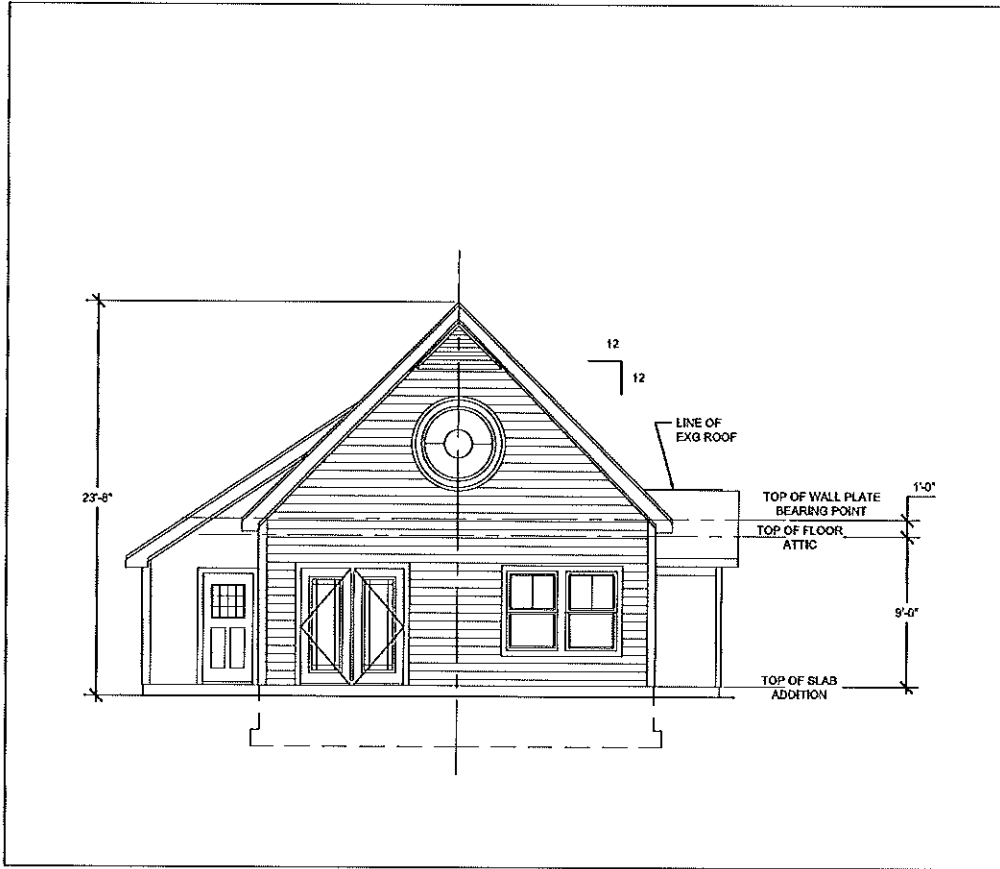 12
12
LINE OF
EXG ROOF
23'-8"
1'-0"
TOP OF WALL PLATE
BEARING POINT
TOP OF FLOOR
ATTIC
9'-0"
TOP OF SLAB
ADDITION